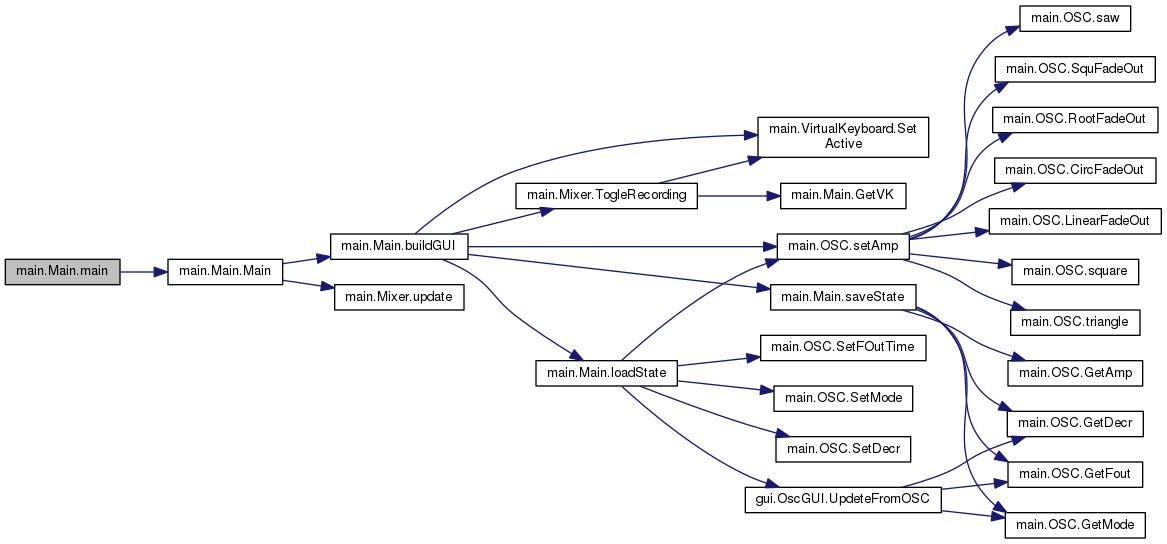 main.Main.main
main.Main.Main
main.Main.buildGUI
main.Mixer.update
main.Mixer.TogleRecording
main.Main.loadState
main.VirtualKeyboard.Set
Active
main.Main.GetVK
main.OSC.setAmp
main.Main.saveState
main.OSC.SetFOutTime
main.OSC.SetMode
main.OSC.SetDecr
gui.OscGUI.UpdeteFromOSC
main.OSC.saw
main.OSC.SquFadeOut
main.OSC.RootFadeOut
main.OSC.CircFadeOut
main.OSC.LinearFadeOut
main.OSC.square
main.OSC.triangle
main.OSC.GetAmp
main.OSC.GetDecr
main.OSC.GetFout
main.OSC.GetMode